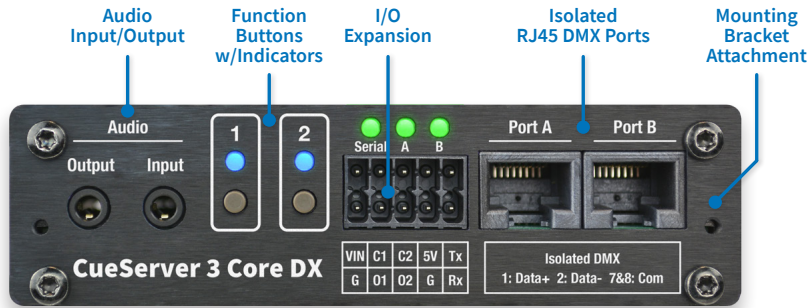 Audio
Input/Output
Function
Buttons
w/Indicators
I/O
Expansion
Isolated
RJ45 DMX Ports
Mounting
Bracket
Attachment
Audio
Output Input
1
2
Serial A B
Port A Port B
CueServer 3 Core DX
VIN C1 C2 5V Tx
G O1 O2 G Rx
Isolated DMX
1: Data+ 2: Data- 7&8: Com